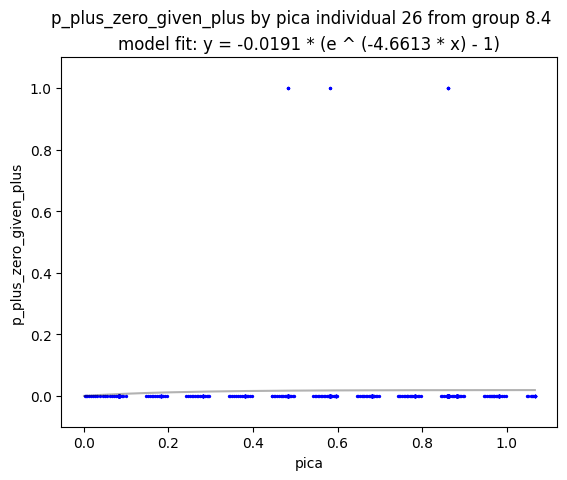 p_plus_zero_given_plus by pica individual 26 from group 8.4
model fit: y = -0.0191 * (e ^ (-4.6613 * x) - 1)
p_plus_zero_given_plus
1.0
0.8
0.6
0.4
0.2
0.0
0.0 0.2 0.4 0.6 0.8 1.0
pica